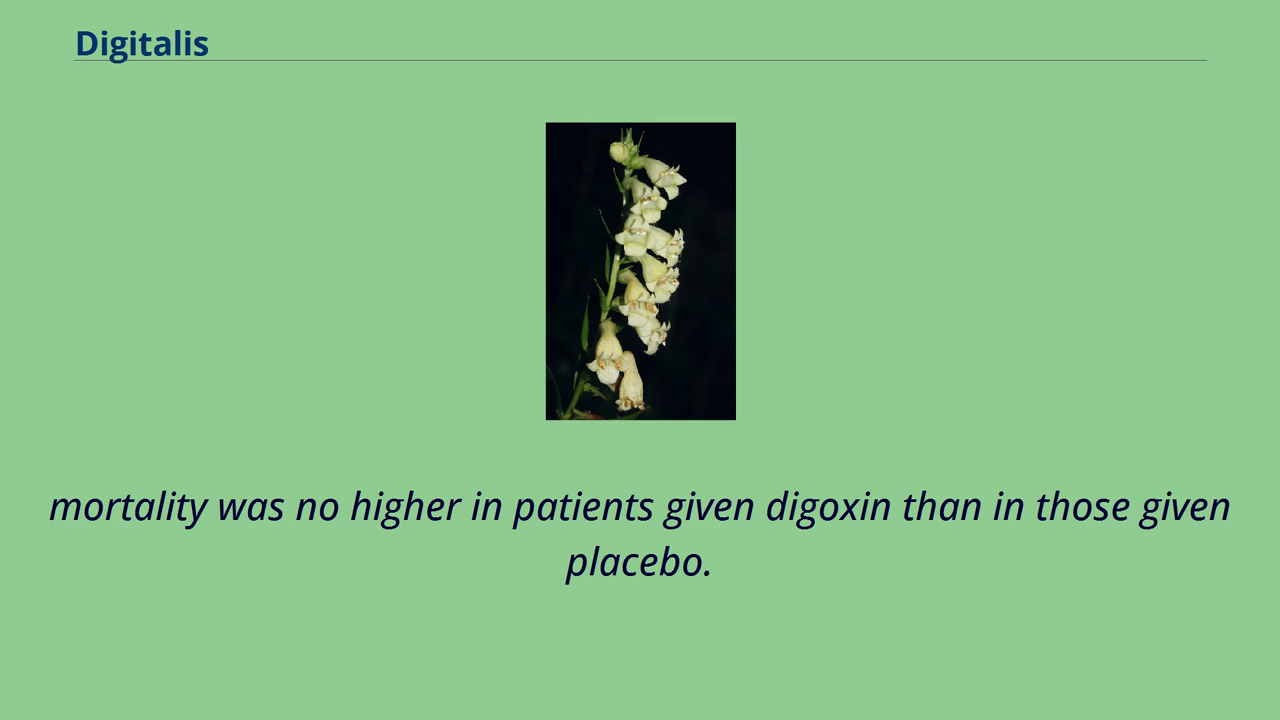 Digitalis
mortality was no higher in patients given digoxin than in those given
placebo.